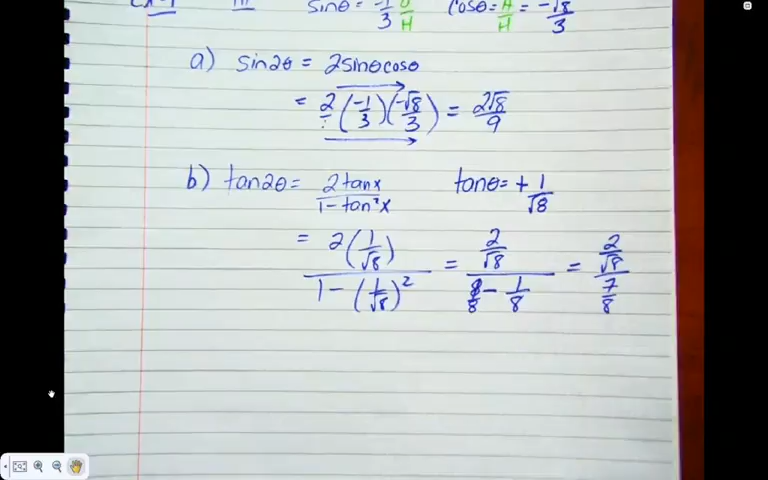 sinθ = -1/3 O/H cosθ = A/H = -√8/3
a) sin2θ = 2sinθcosθ
= 2/1 (-1/3)(-√8/3) = 2√8/9
b) tan2θ = 2tanx/1-tan²x tanθ = + 1/√8
= 2(1/√8)/1-(1/√8)² = 2/√8/8/8 - 1/8 = 2/√8/7/8